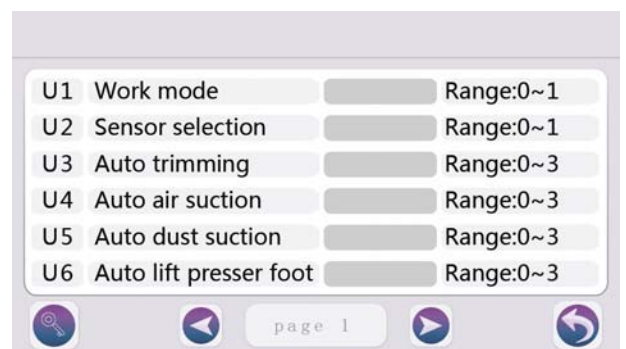 U1 Work mode Range:0~1
U2 Sensor selection Range:0~1
U3 Auto trimming Range:0~3
U4 Auto air suction Range:0~3
U5 Auto dust suction Range:0~3
U6 Auto lift presser foot Range:0~3
page 1